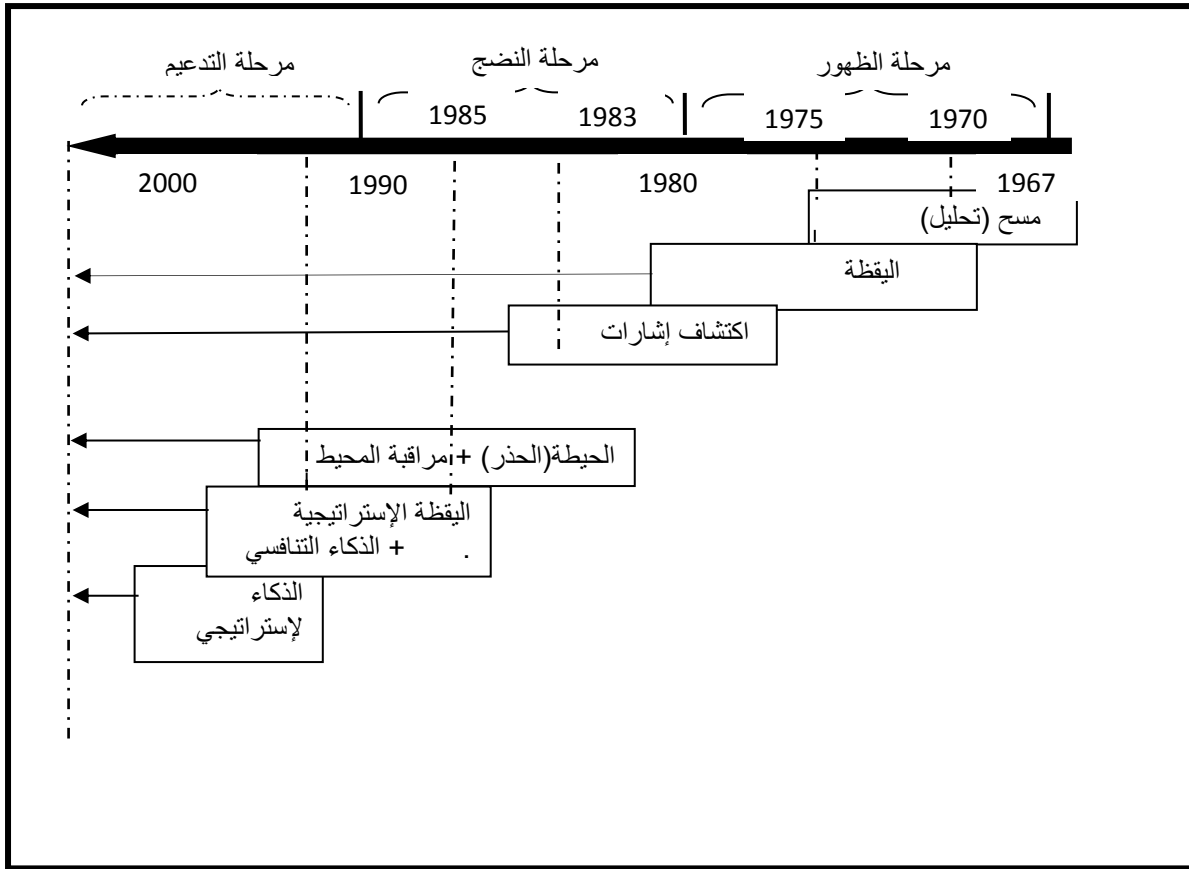 مرحلة الظهور
مرحلة النضج
مرحلة التدعيم
1970
1975
1983
1985
1967
1980
1990
2000
مسح (تحليل)
اليقظة
اكتشاف إشارات
الحيطة(الحذر) + مراقبة المحيط
اليقظة الإستراتيجية
. + الذكاء التنافسي
الذكاء
لإستراتيجي